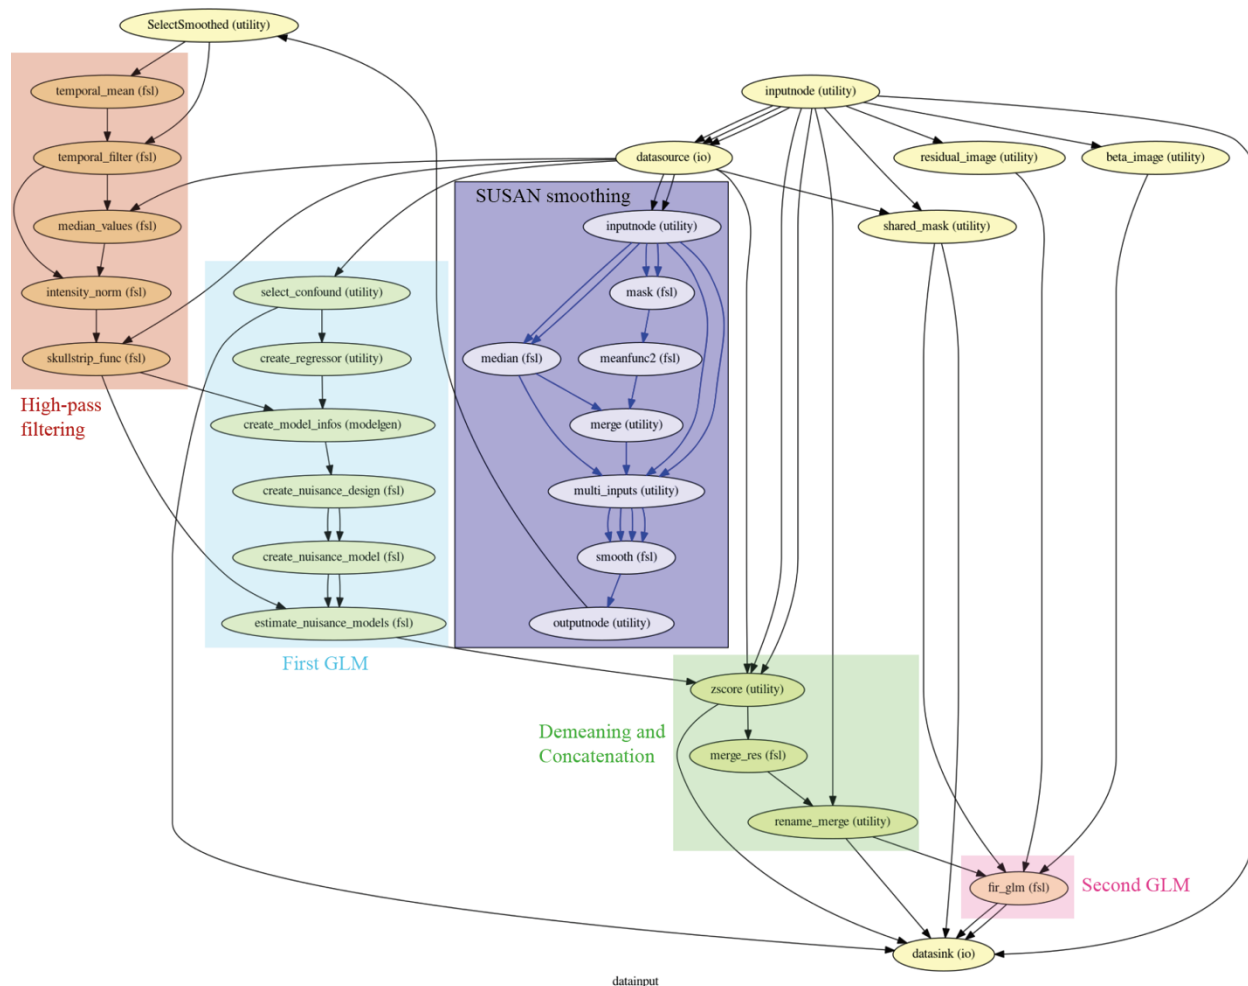 SelectSmoothed (utility)
temporal_mean (fsl)
inputnode (utility)
temporal_filter (fsl)
datasource (io)
residual_image (utility)
beta_image (utility)
SUSAN smoothing
median_values (fsl)
inputnode (utility)
shared_mask (utility)
intensity_norm (fsl)
select_confound (utility)
mask (fsl)
skullstrip_func (fsl)
create_regressor (utility)
median (fsl)
meanfunc2 (fsl)
High-pass
filtering
create_model_infos (modelgen)
merge (utility)
create_nuisance_design (fsl)
multi_inputs (utility)
create_nuisance_model (fsl)
smooth (fsl)
estimate_nuisance_models (fsl)
outputnode (utility)
First GLM
zscore (utility)
Demeaning and
Concatenation
merge_res (fsl)
rename_merge (utility)
fir_glm (fsl)
Second GLM
datasink (io)
datainput